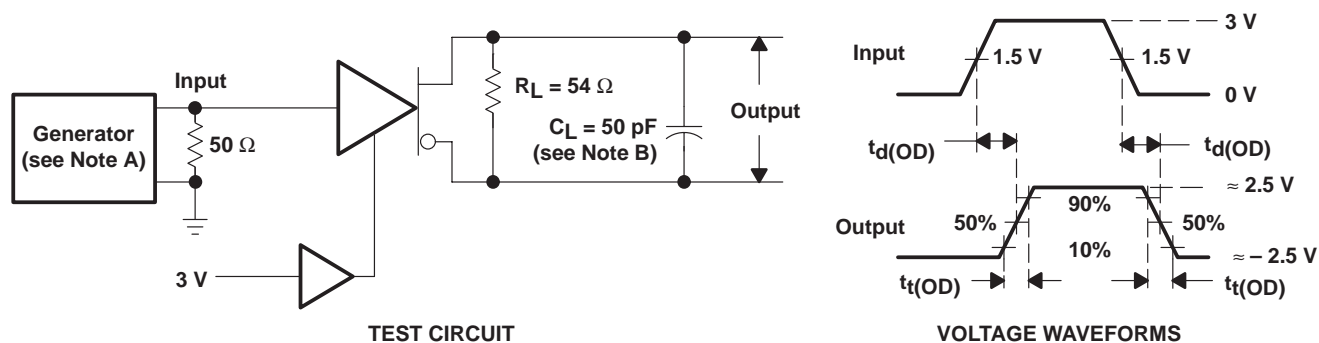 Input
Generator
(see Note A)
50 Ω
3 V
R_L = 54 Ω
C_L = 50 pF
(see Note B)
Output
TEST CIRCUIT
Input
3 V
1.5 V
1.5 V
0 V
t_d(OD)
t_d(OD)
Output
≈ 2.5 V
50%
90%
50%
10%
≈ – 2.5 V
t_t(OD)
t_t(OD)
VOLTAGE WAVEFORMS